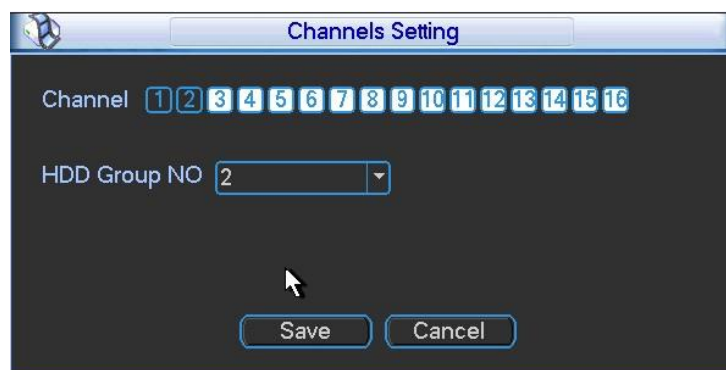 Channels Setting
Channel 1 2 3 4 5 6 7 8 9 10 11 12 13 14 15 16
HDD Group NO 2
Save Cancel